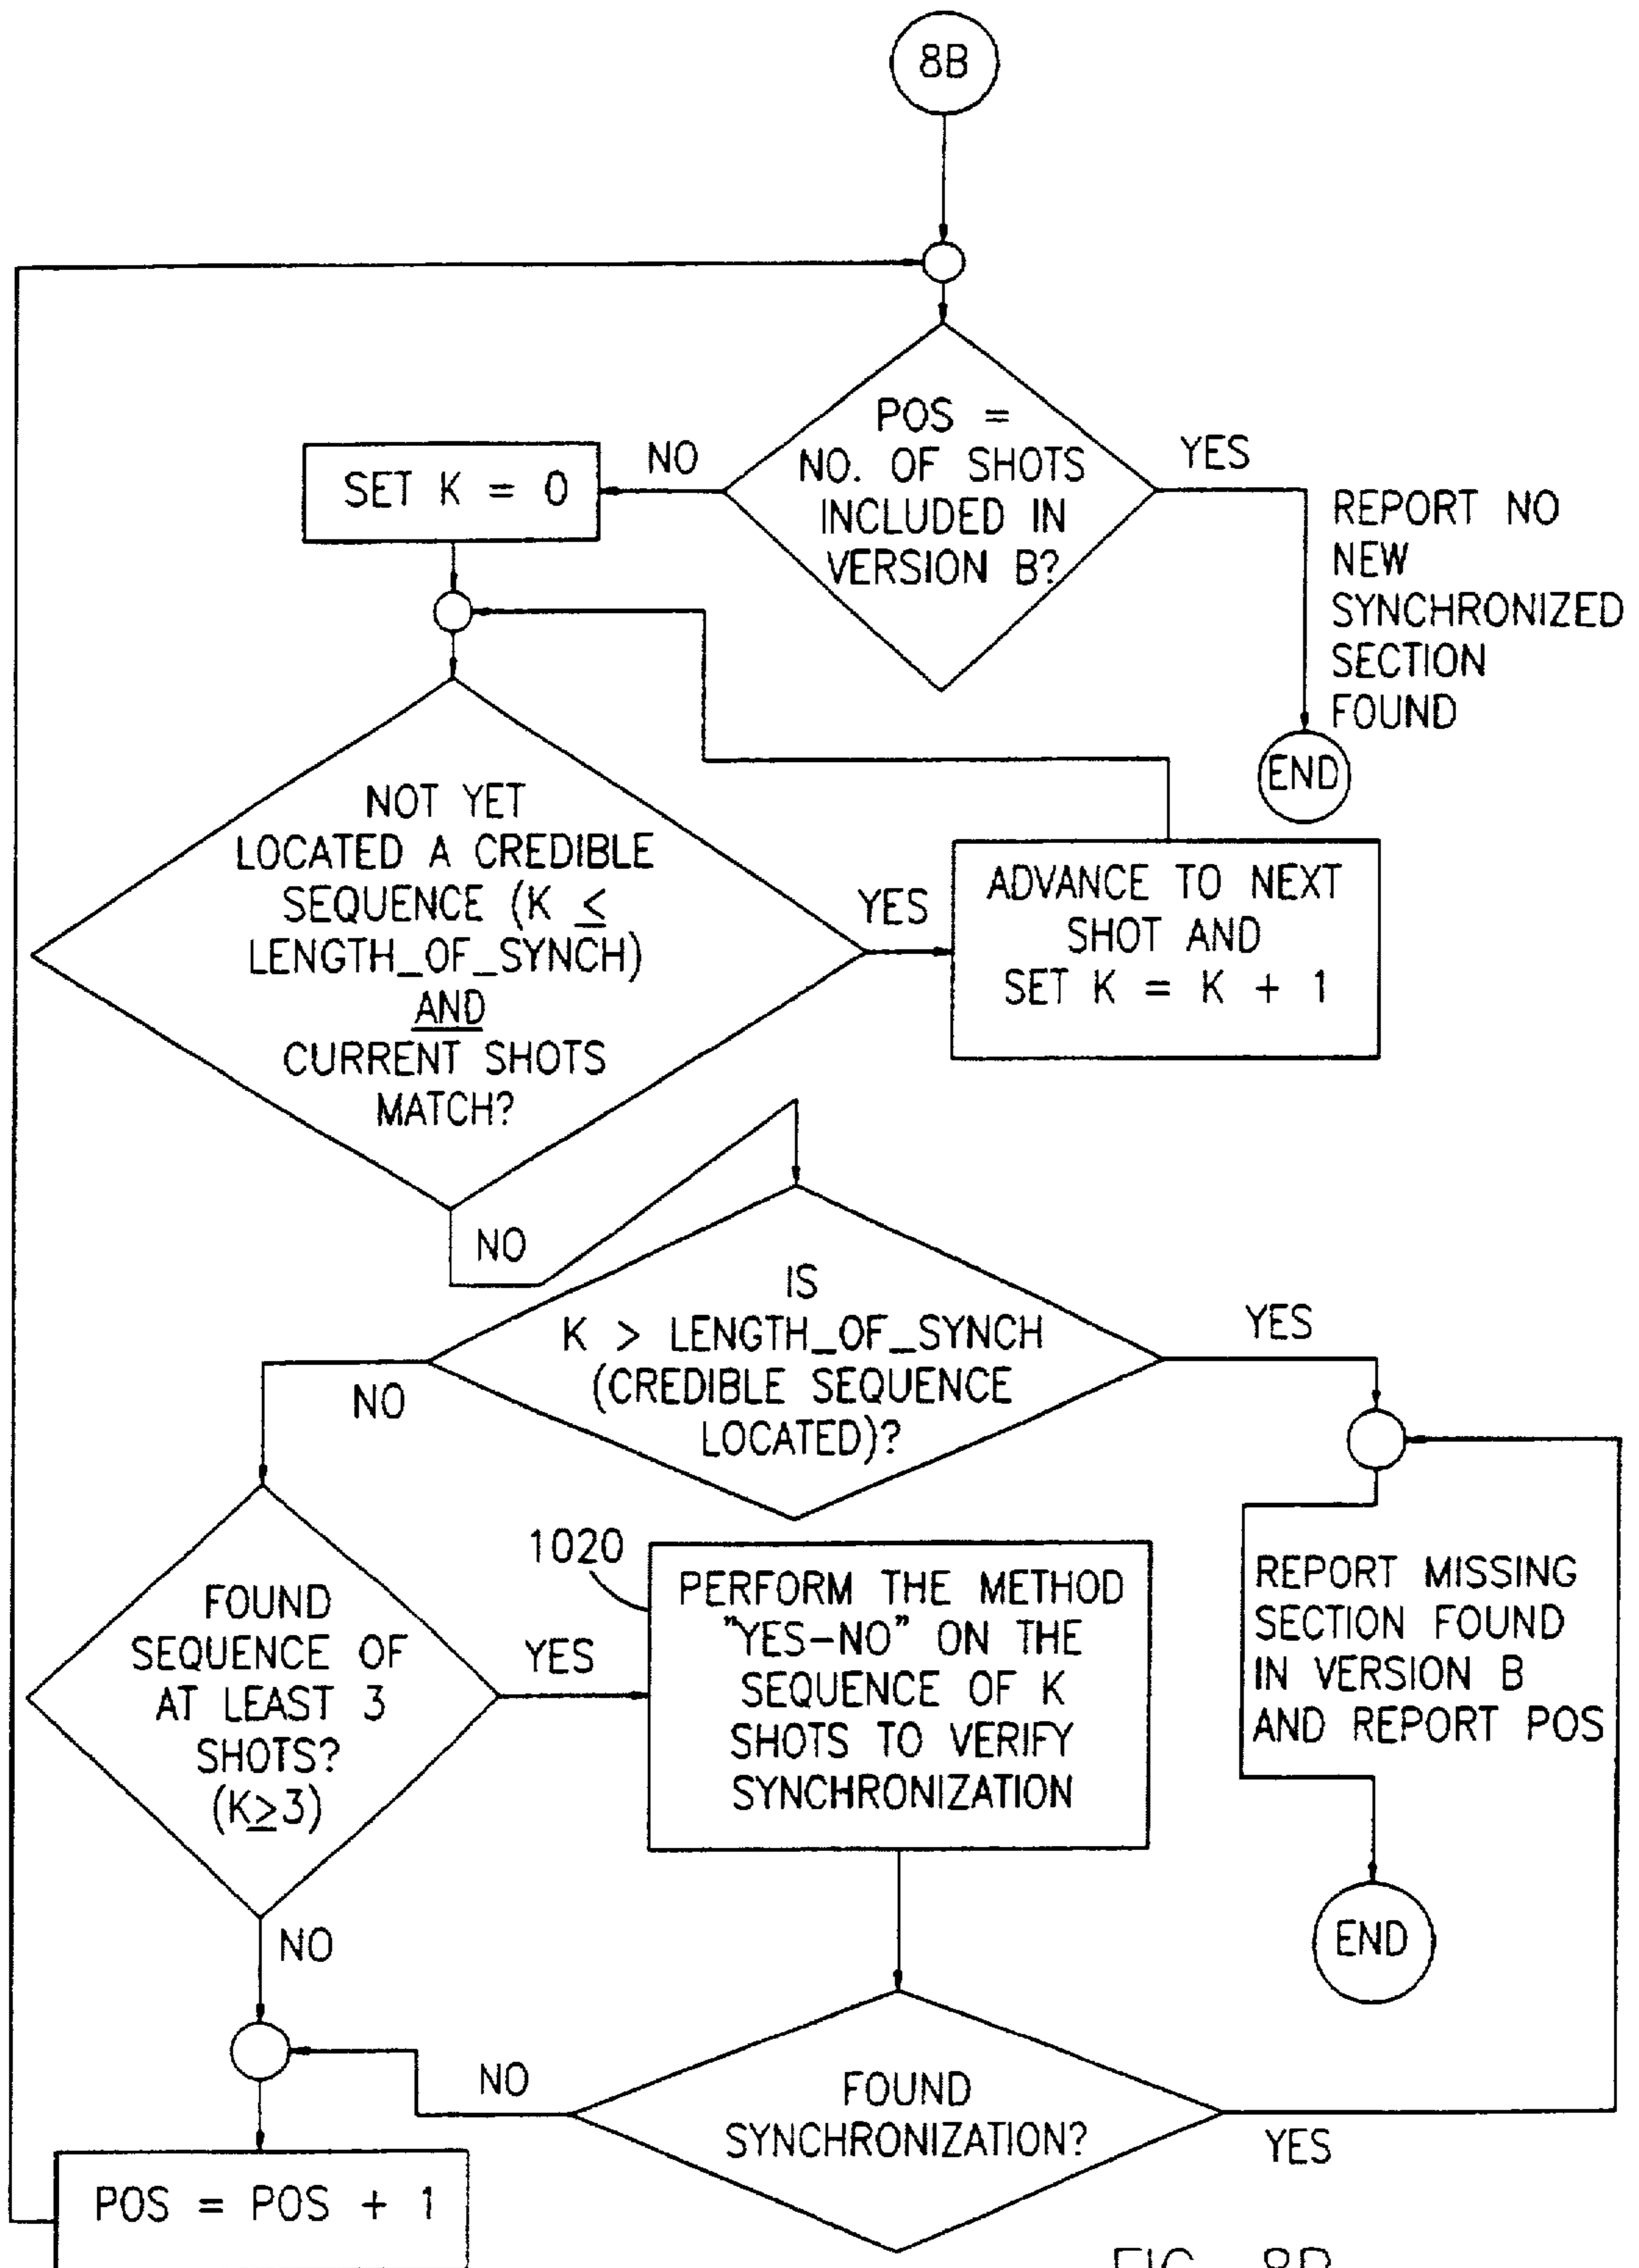 8B
POS =
NO. OF SHOTS
INCLUDED IN
VERSION B?
NO
YES
SET K = 0
REPORT NO
NEW
SYNCHRONIZED
SECTION
FOUND
END
NOT YET
LOCATED A CREDIBLE
SEQUENCE (K ≤
LENGTH_OF_SYNCH)
AND
CURRENT SHOTS
MATCH?
YES
ADVANCE TO NEXT
SHOT AND
SET K = K + 1
NO
IS
K > LENGTH_OF_SYNCH
(CREDIBLE SEQUENCE
LOCATED)?
YES
NO
FOUND
SEQUENCE OF
AT LEAST 3
SHOTS?
(K≥3)
YES
1020
PERFORM THE METHOD
"YES-NO" ON THE
SEQUENCE OF K
SHOTS TO VERIFY
SYNCHRONIZATION
REPORT MISSING
SECTION FOUND
IN VERSION B
AND REPORT POS
END
NO
NO
FOUND
SYNCHRONIZATION?
YES
POS = POS + 1
FIG. 8B